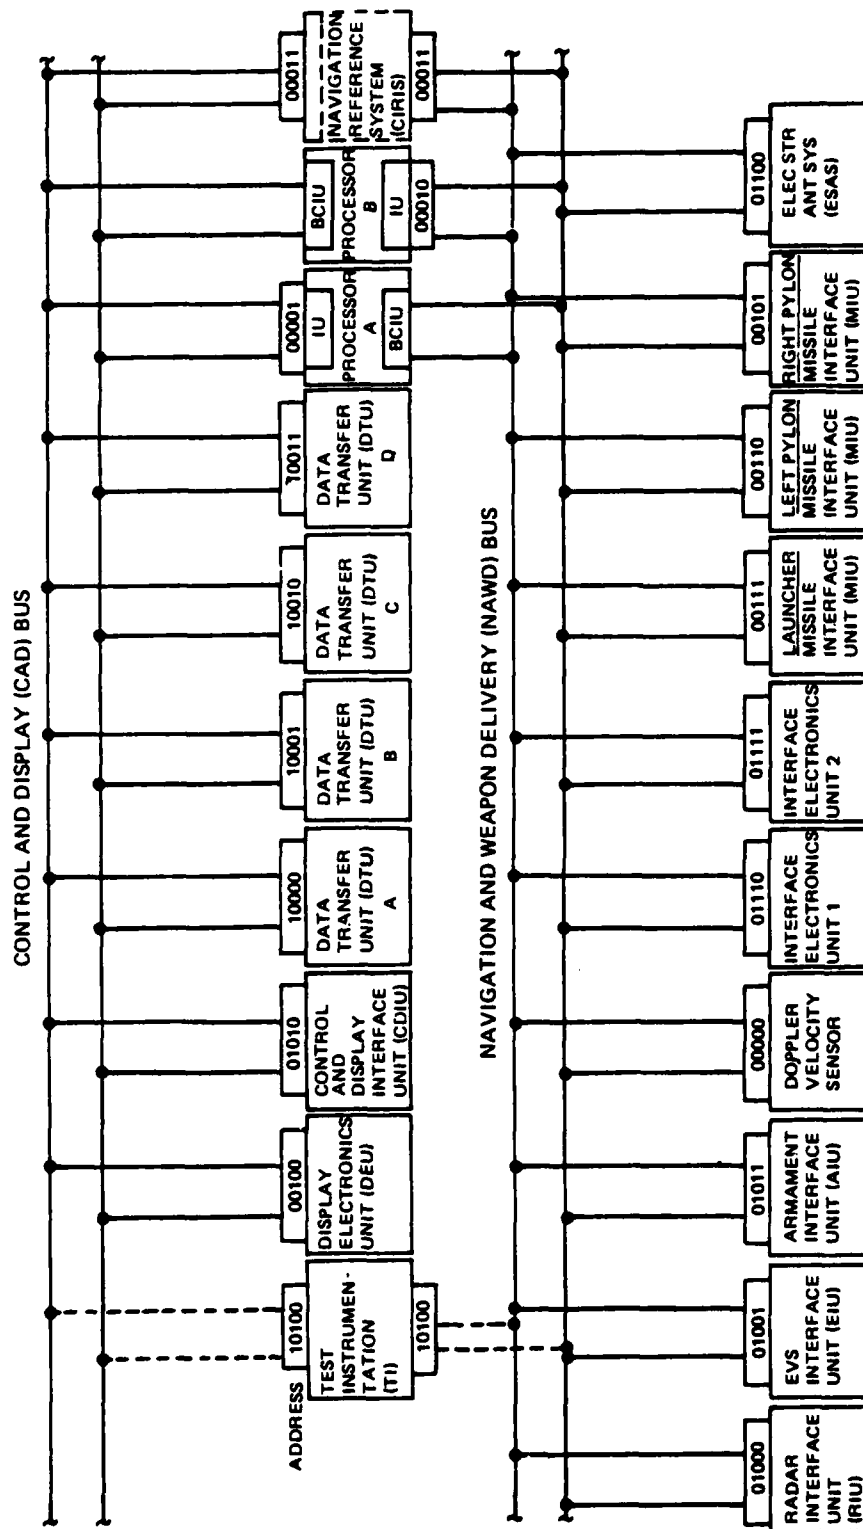 CONTROL AND DISPLAY (CAD) BUS
ADDRESS
10100
TEST
INSTRUMEN-
TATION
(TI)
10100
00100
DISPLAY
ELECTRONICS
UNIT (DEU)
01010
CONTROL
AND
DISPLAY
INTERFACE
UNIT (CDIU)
10000
DATA
TRANSFER
UNIT (DTU)
A
10001
DATA
TRANSFER
UNIT (DTU)
B
10010
DATA
TRANSFER
UNIT (DTU)
C
10011
DATA
TRANSFER
UNIT (DTU)
D
00001
IU
PROCESSOR
A
BCIU
BCIU
PROCESSOR
B
IU
00010
00011
NAVIGATION
REFERENCE
SYSTEM
(CIRIS)
00011
NAVIGATION AND WEAPON DELIVERY (NAWD) BUS
01000
RADAR
INTERFACE
UNIT
(RIU)
01001
EVS
INTERFACE
UNIT (EIU)
01011
ARMAMENT
INTERFACE
UNIT (AIU)
00000
DOPPLER
VELOCITY
SENSOR
01110
INTERFACE
ELECTRONICS
UNIT 1
01111
INTERFACE
ELECTRONICS
UNIT 2
00111
LAUNCHER
MISSILE
INTERFACE
UNIT (MIU)
00110
LEFT PYLON
MISSILE
INTERFACE
UNIT (MIU)
00101
RIGHT PYLON
MISSILE
INTERFACE
UNIT (MIU)
01100
ELEC STR
ANT SYS
(ESAS)